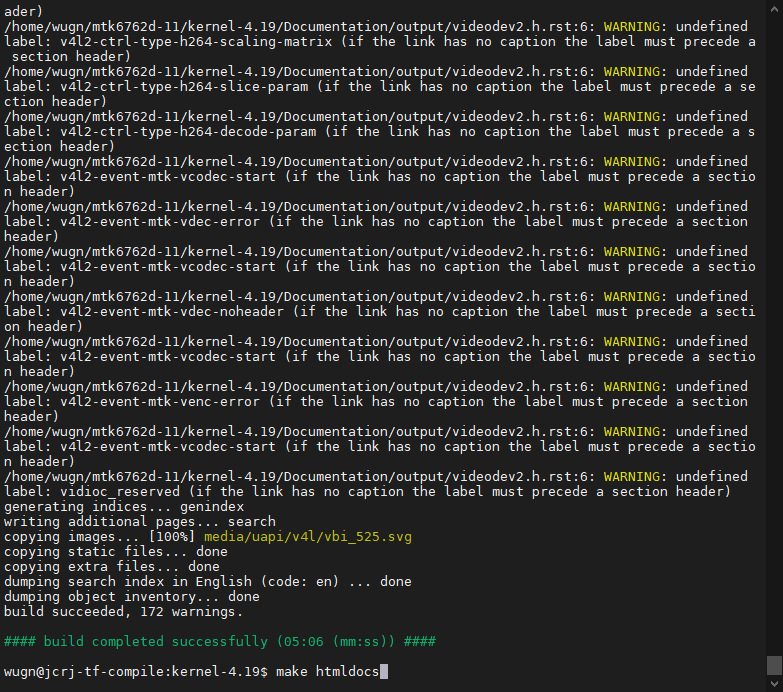 ader)
/home/wugn/mtk6762d-11/kernel-4.19/Documentation/output/videodev2.h.rst:6: WARNING: undefined
label: v4l2-ctrl-type-h264-scaling-matrix (if the link has no caption the label must precede a
 section header)
/home/wugn/mtk6762d-11/kernel-4.19/Documentation/output/videodev2.h.rst:6: WARNING: undefined
label: v4l2-ctrl-type-h264-slice-param (if the link has no caption the label must precede a se
ction header)
/home/wugn/mtk6762d-11/kernel-4.19/Documentation/output/videodev2.h.rst:6: WARNING: undefined
label: v4l2-ctrl-type-h264-decode-param (if the link has no caption the label must precede a s
ection header)
/home/wugn/mtk6762d-11/kernel-4.19/Documentation/output/videodev2.h.rst:6: WARNING: undefined
label: v4l2-event-mtk-vcodec-start (if the link has no caption the label must precede a sectio
n header)
/home/wugn/mtk6762d-11/kernel-4.19/Documentation/output/videodev2.h.rst:6: WARNING: undefined
label: v4l2-event-mtk-vdec-error (if the link has no caption the label must precede a section
header)
/home/wugn/mtk6762d-11/kernel-4.19/Documentation/output/videodev2.h.rst:6: WARNING: undefined
label: v4l2-event-mtk-vcodec-start (if the link has no caption the label must precede a sectio
n header)
/home/wugn/mtk6762d-11/kernel-4.19/Documentation/output/videodev2.h.rst:6: WARNING: undefined
label: v4l2-event-mtk-vdec-noheader (if the link has no caption the label must precede a secti
on header)
/home/wugn/mtk6762d-11/kernel-4.19/Documentation/output/videodev2.h.rst:6: WARNING: undefined
label: v4l2-event-mtk-vcodec-start (if the link has no caption the label must precede a sectio
n header)
/home/wugn/mtk6762d-11/kernel-4.19/Documentation/output/videodev2.h.rst:6: WARNING: undefined
label: v4l2-event-mtk-venc-error (if the link has no caption the label must precede a section
header)
/home/wugn/mtk6762d-11/kernel-4.19/Documentation/output/videodev2.h.rst:6: WARNING: undefined
label: v4l2-event-mtk-vcodec-start (if the link has no caption the label must precede a sectio
n header)
/home/wugn/mtk6762d-11/kernel-4.19/Documentation/output/videodev2.h.rst:6: WARNING: undefined
label: vidioc_reserved (if the link has no caption the label must precede a section header)
generating indices... genindex
writing additional pages... search
copying images... [100%] media/uapi/v4l/vbi_525.svg
copying static files... done
copying extra files... done
dumping search index in English (code: en) ... done
dumping object inventory... done
build succeeded, 172 warnings.
#### build completed successfully (05:06 (mm:ss)) ####
wugn@jcrj-tf-compile:kernel-4.19$ make htmldocs